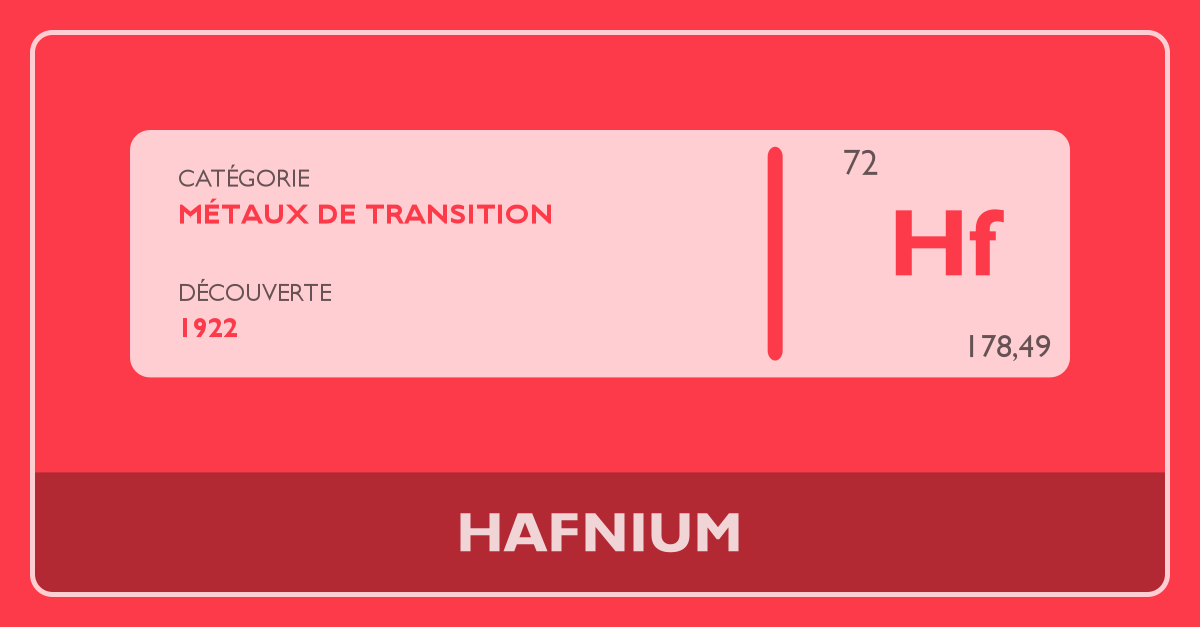 CATÉGORIE
MÉTAUX DE TRANSITION
DÉCOUVERTE
1922
72
Hf
178,49
HAFNIUM